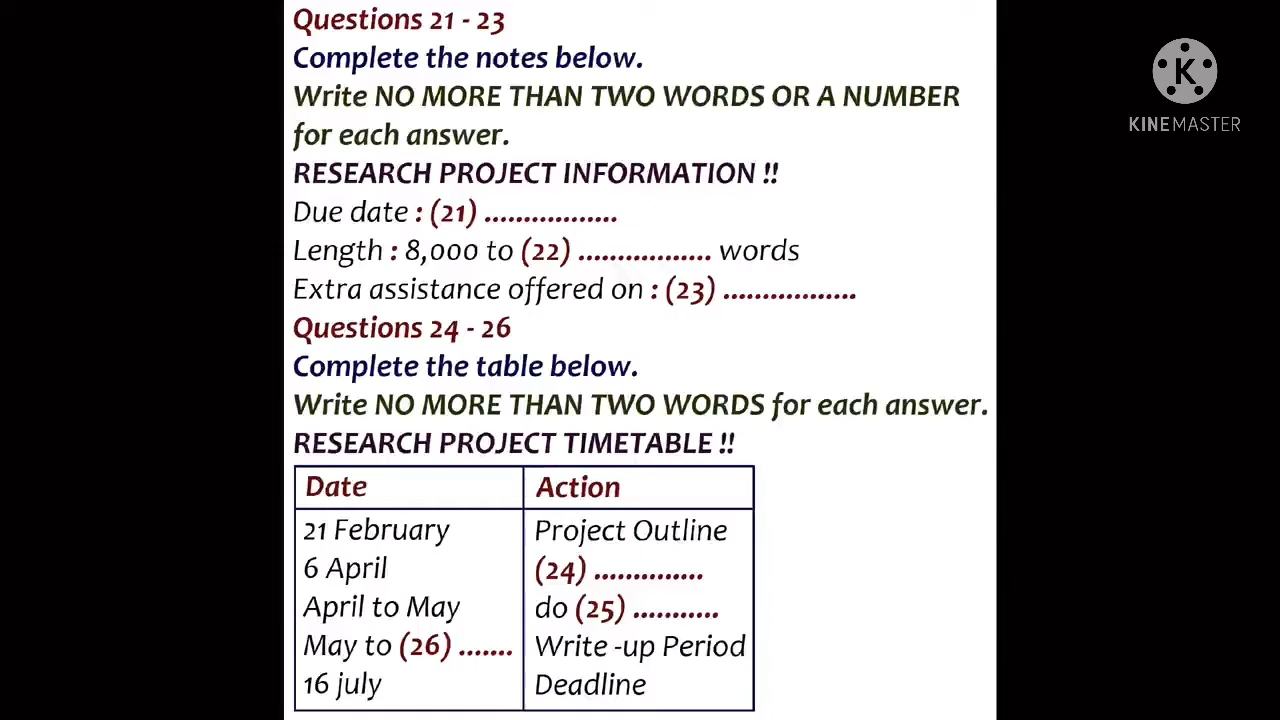 Questions 21 - 23
Complete the notes below.
Write NO MORE THAN TWO WORDS OR A NUMBER
for each answer.
RESEARCH PROJECT INFORMATION !!
Due date : (21) .................
Length : 8,000 to (22) ................. words
Extra assistance offered on : (23) .................
Questions 24 - 26
Complete the table below.
Write NO MORE THAN TWO WORDS for each answer.
RESEARCH PROJECT TIMETABLE !!
Date Action
21 February Project Outline
6 April (24) ..............
April to May do (25) ...........
May to (26) ....... Write -up Period
16 july Deadline
K
KINEMASTER